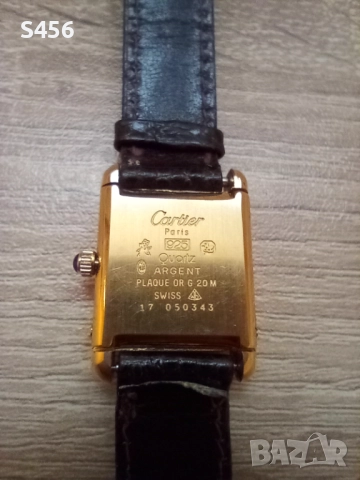 S456
Cartier
Paris
925
Quartz
ARGENT
PLAQUE OR G 20 M
SWISS
17 050343
BAZAR